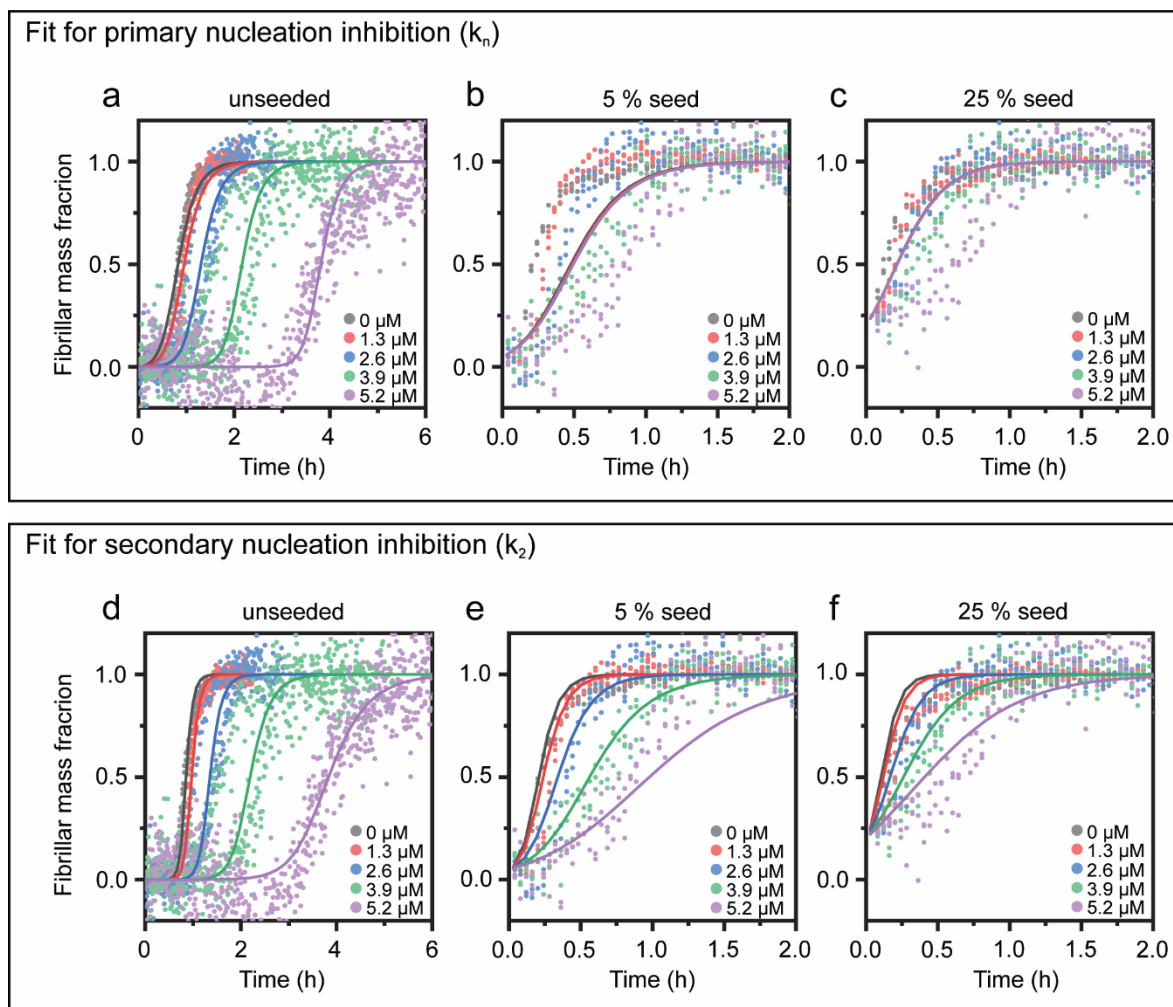 Fit for primary nucleation inhibition (kn)
a
unseeded
b
5 % seed
c
25 % seed
Fibrillar mass fracrion
1.0
0.5
0.0
0 µM
1.3 µM
2.6 µM
3.9 µM
5.2 µM
0 2 4 6
Time (h)
1.0
0.5
0.0
0 µM
1.3 µM
2.6 µM
3.9 µM
5.2 µM
0.0 0.5 1.0 1.5 2.0
Time (h)
1.0
0.5
0.0
0 µM
1.3 µM
2.6 µM
3.9 µM
5.2 µM
0.0 0.5 1.0 1.5 2.0
Time (h)
Fit for secondary nucleation inhibition (k2)
d
unseeded
e
5 % seed
f
25 % seed
Fibrillar mass fracrion
1.0
0.5
0.0
0 µM
1.3 µM
2.6 µM
3.9 µM
5.2 µM
0 2 4 6
Time (h)
1.0
0.5
0.0
0 µM
1.3 µM
2.6 µM
3.9 µM
5.2 µM
0.0 0.5 1.0 1.5 2.0
Time (h)
1.0
0.5
0.0
0 µM
1.3 µM
2.6 µM
3.9 µM
5.2 µM
0.0 0.5 1.0 1.5 2.0
Time (h)